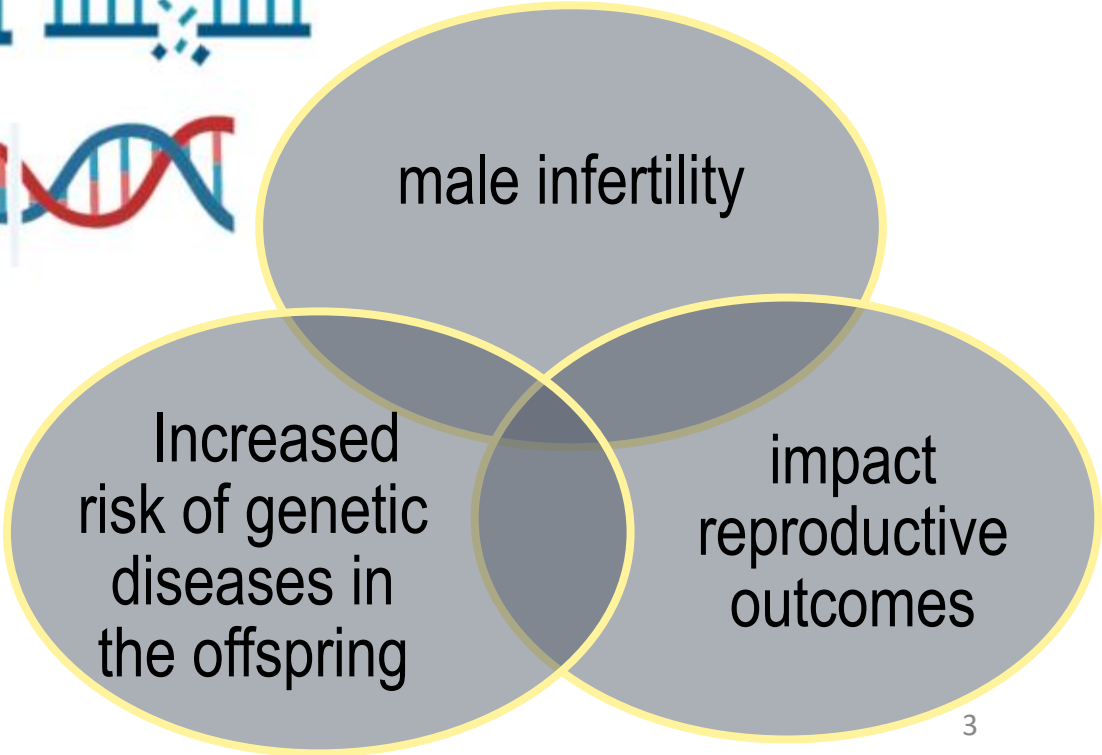 male infertility
Increased
risk of genetic
diseases in
the offspring
impact
reproductive
outcomes
3